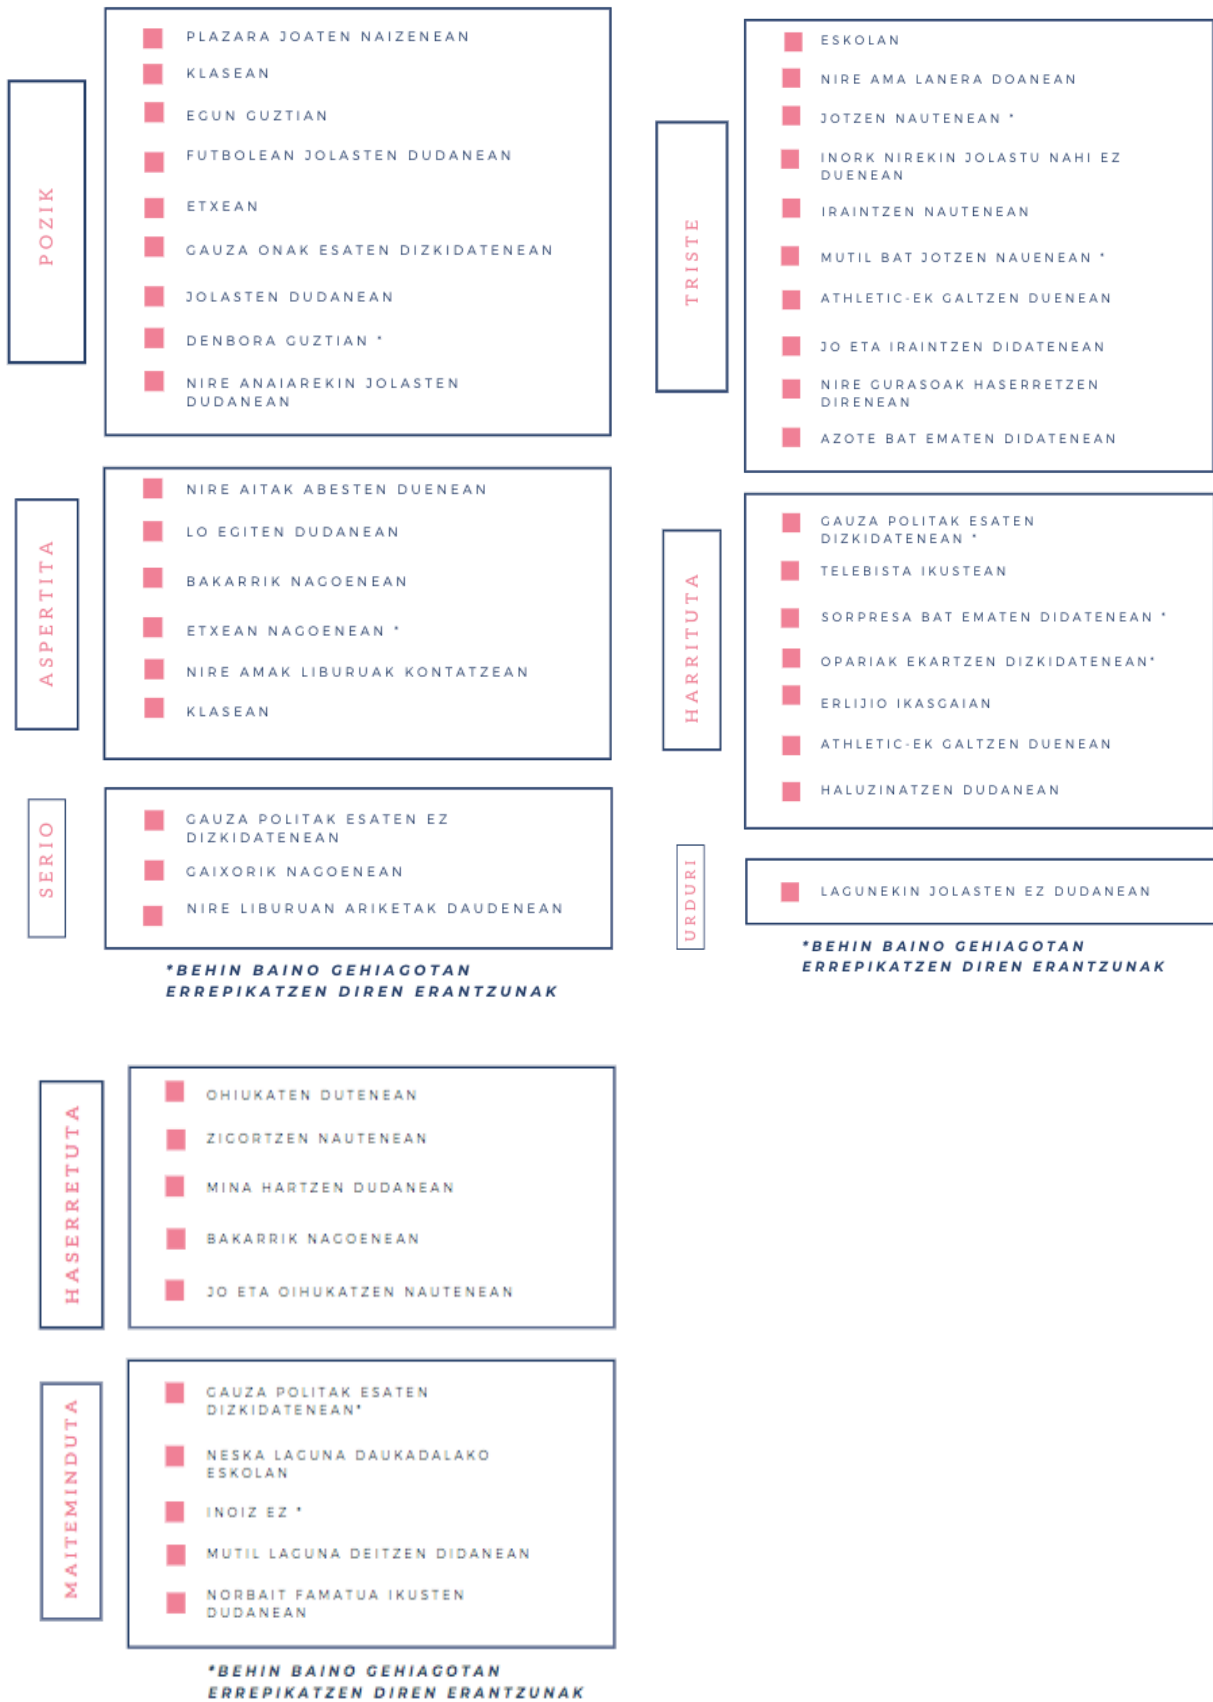 POZIK
PLAZARA JOATEN NAIZENEAN
KLASEAN
EGUN GUZTIAN
FUTBOLEAN JOLASTEN DUDANEAN
ETXEAN
GAUZA ONAK ESATEN DIZKIDATENEAN
JOLASTEN DUDANEAN
DENBORA GUZTIAN *
NIRE ANAIAREKIN JOLASTEN
DUDANEAN
ASPERTITA
NIRE AITAK ABESTEN DUENEAN
LO EGITEN DUDANEAN
BAKARRIK NAGOENEAN
ETXEAN NAGOENEAN *
NIRE AMAK LIBURUAK KONTATZEAN
KLASEAN
SERIO
GAUZA POLITAK ESATEN EZ
DIZKIDATENEAN
GAIXORIK NAGOENEAN
NIRE LIBURUAN ARIKETAK DAUDENEAN
*BEHIN BAINO GEHIAGOTAN
ERREPIKATZEN DIREN ERANTZUNAK
TRISTE
ESKOLAN
NIRE AMA LANERA DOANEAN
JOTZEN NAUTENEAN *
INORK NIREKIN JOLASTU NAHI EZ
DUENEAN
IRAINTZEN NAUTENEAN
MUTIL BAT JOTZEN NAUENEAN *
ATHLETIC-EK GALTZEN DUENEAN
JO ETA IRAINTZEN DIDATENEAN
NIRE GURASOAK HASERRETZEN
DIRENEAN
AZOTE BAT EMATEN DIDATENEAN
HARRITUTA
GAUZA POLITAK ESATEN
DIZKIDATENEAN *
TELEBISTA IKUSTEAN
SORPRESA BAT EMATEN DIDATENEAN *
OPARIAK EKARTZEN DIZKIDATENEAN*
ERLIJIO IKASGAIAN
ATHLETIC-EK GALTZEN DUENEAN
HALUZINATZEN DUDANEAN
URDURI
LAGUNEKIN JOLASTEN EZ DUDANEAN
*BEHIN BAINO GEHIAGOTAN
ERREPIKATZEN DIREN ERANTZUNAK
HASERRETUTA
OHIUKATEN DUTENEAN
ZIGORTZEN NAUTENEAN
MINA HARTZEN DUDANEAN
BAKARRIK NAGOENEAN
JO ETA OIHUKATZEN NAUTENEAN
MAITEMINDUTA
GAUZA POLITAK ESATEN
DIZKIDATENEAN*
NESKA LAGUNA DAUKADALAKO
ESKOLAN
INOIZ EZ *
MUTIL LAGUNA DEITZEN DIDANEAN
NORBAIT FAMATUA IKUSTEN
DUDANEAN
*BEHIN BAINO GEHIAGOTAN
ERREPIKATZEN DIREN ERANTZUNAK